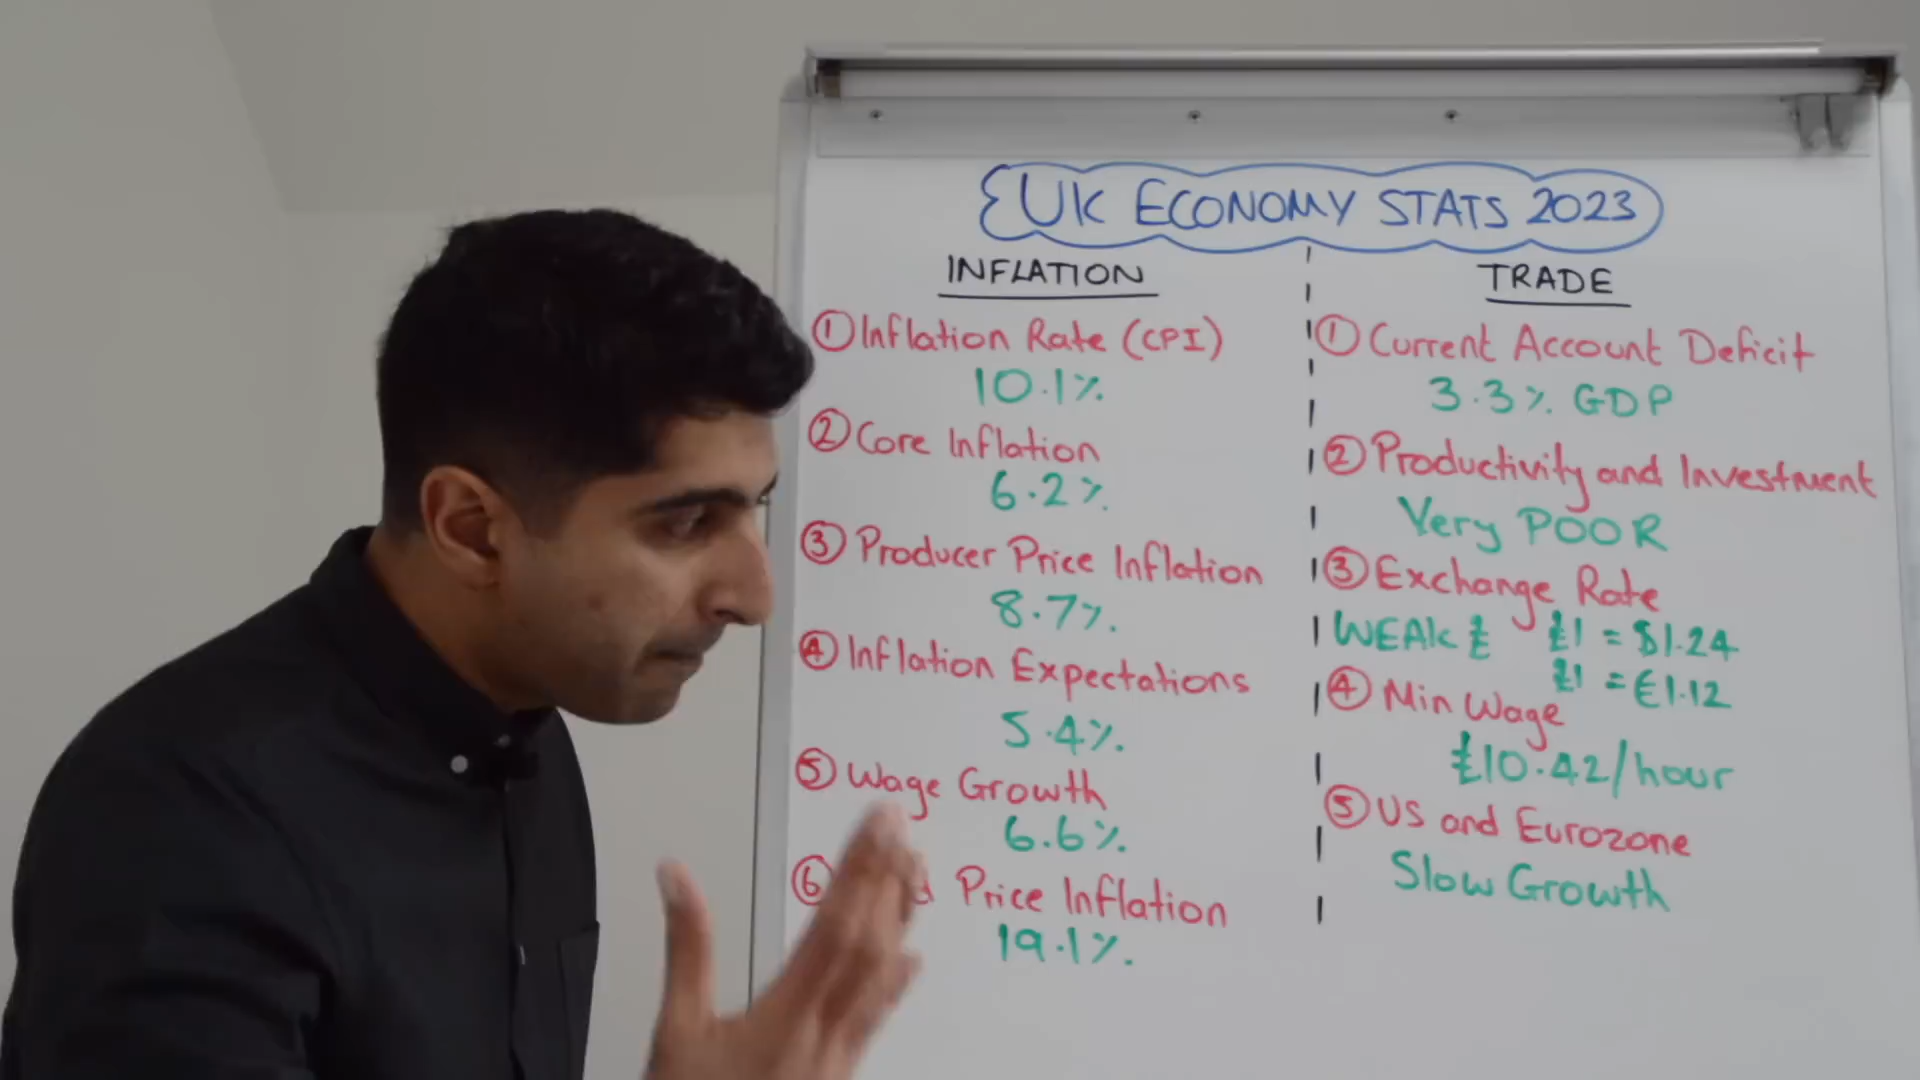 UK ECONOMY STATS 2023
INFLATION
① Inflation Rate (CPI)
10.1%
② Core Inflation
6.2%
③ Producer Price Inflation
8.7%
④ Inflation Expectations
5.4%
⑤ Wage Growth
6.6%
⑥ Price Inflation
19.1%
TRADE
① Current Account Deficit
3.3% GDP
② Productivity and Investment
Very POOR
③ Exchange Rate
WEAK £ £1 = $1.24
£1 = €1.12
④ Min Wage
£10.42/hour
⑤ US and Eurozone
Slow Growth